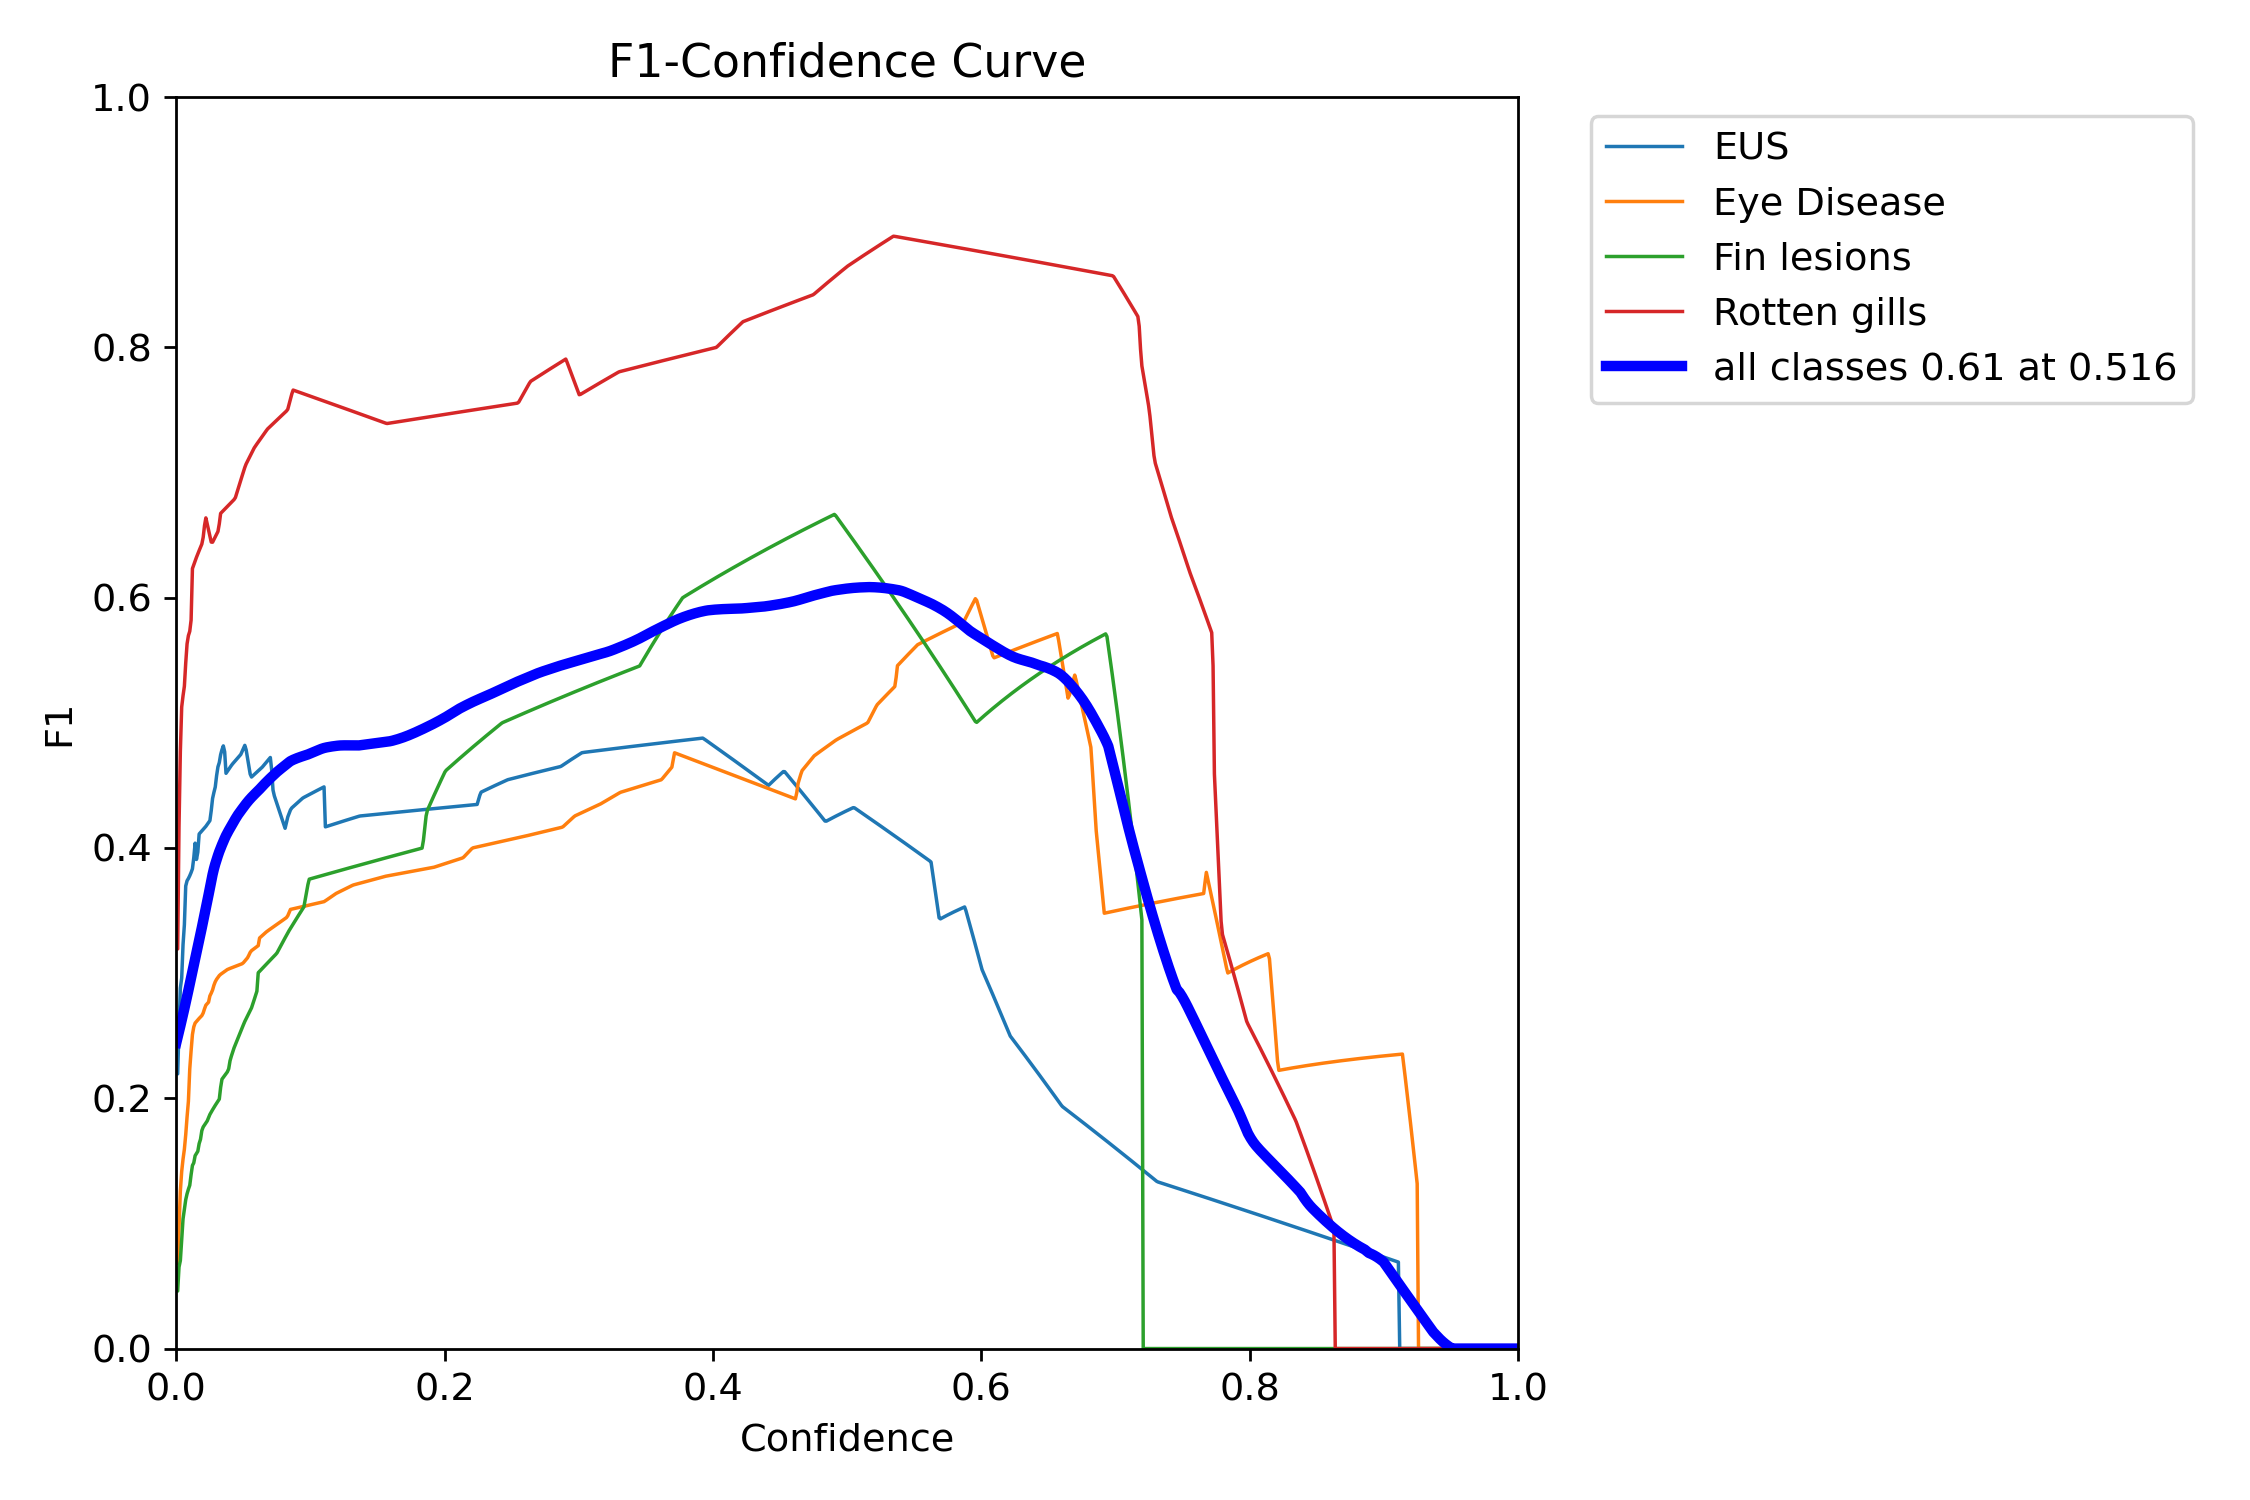 F1-Confidence Curve
1.0
0.8
0.6
0.4
0.2
0.0
F1
0.0 0.2 0.4 0.6 0.8 1.0
Confidence
EUS
Eye Disease
Fin lesions
Rotten gills
all classes 0.61 at 0.516